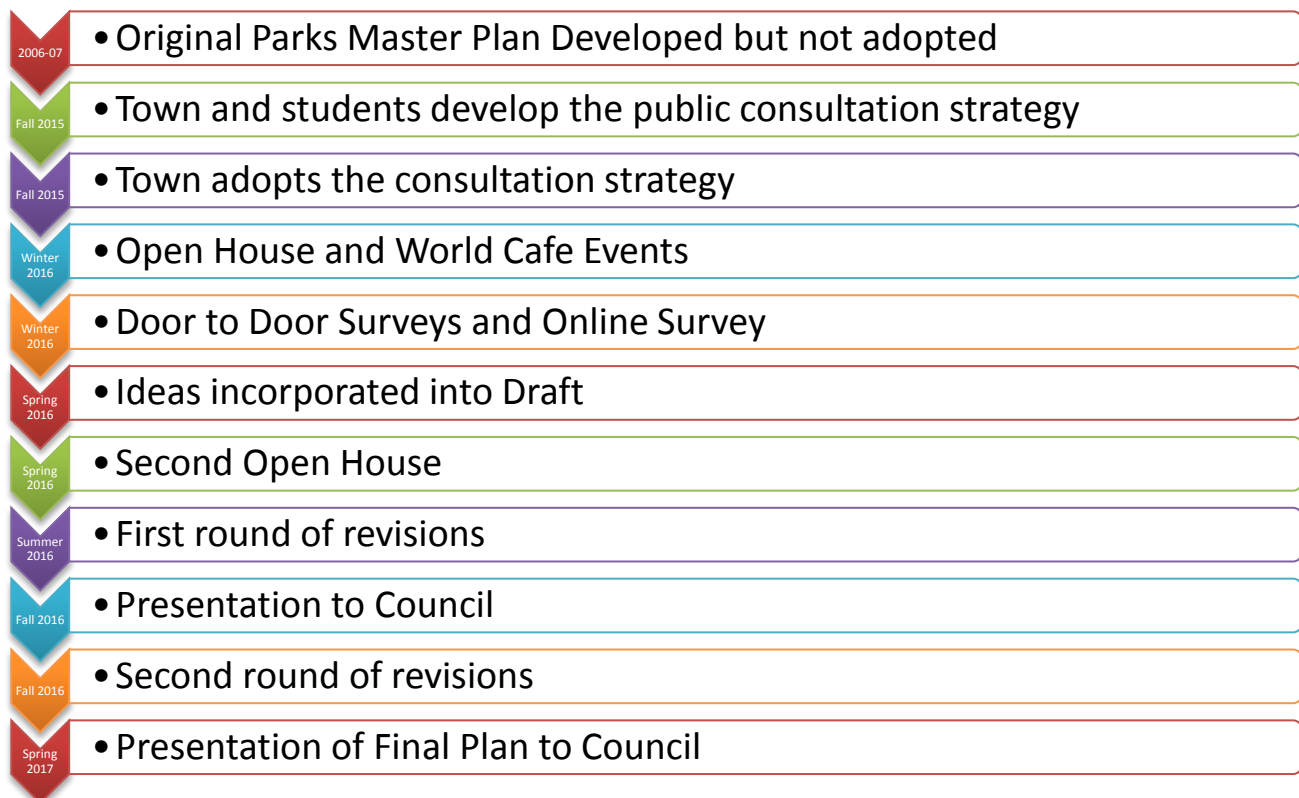 2006-07
• Original Parks Master Plan Developed but not adopted
Fall 2015
• Town and students develop the public consultation strategy
Fall 2015
• Town adopts the consultation strategy
Winter
2016
• Open House and World Cafe Events
Winter
2016
• Door to Door Surveys and Online Survey
Spring
2016
• Ideas incorporated into Draft
Spring
2016
• Second Open House
Summer
2016
• First round of revisions
Fall 2016
• Presentation to Council
Fall 2016
• Second round of revisions
Spring
2017
• Presentation of Final Plan to Council